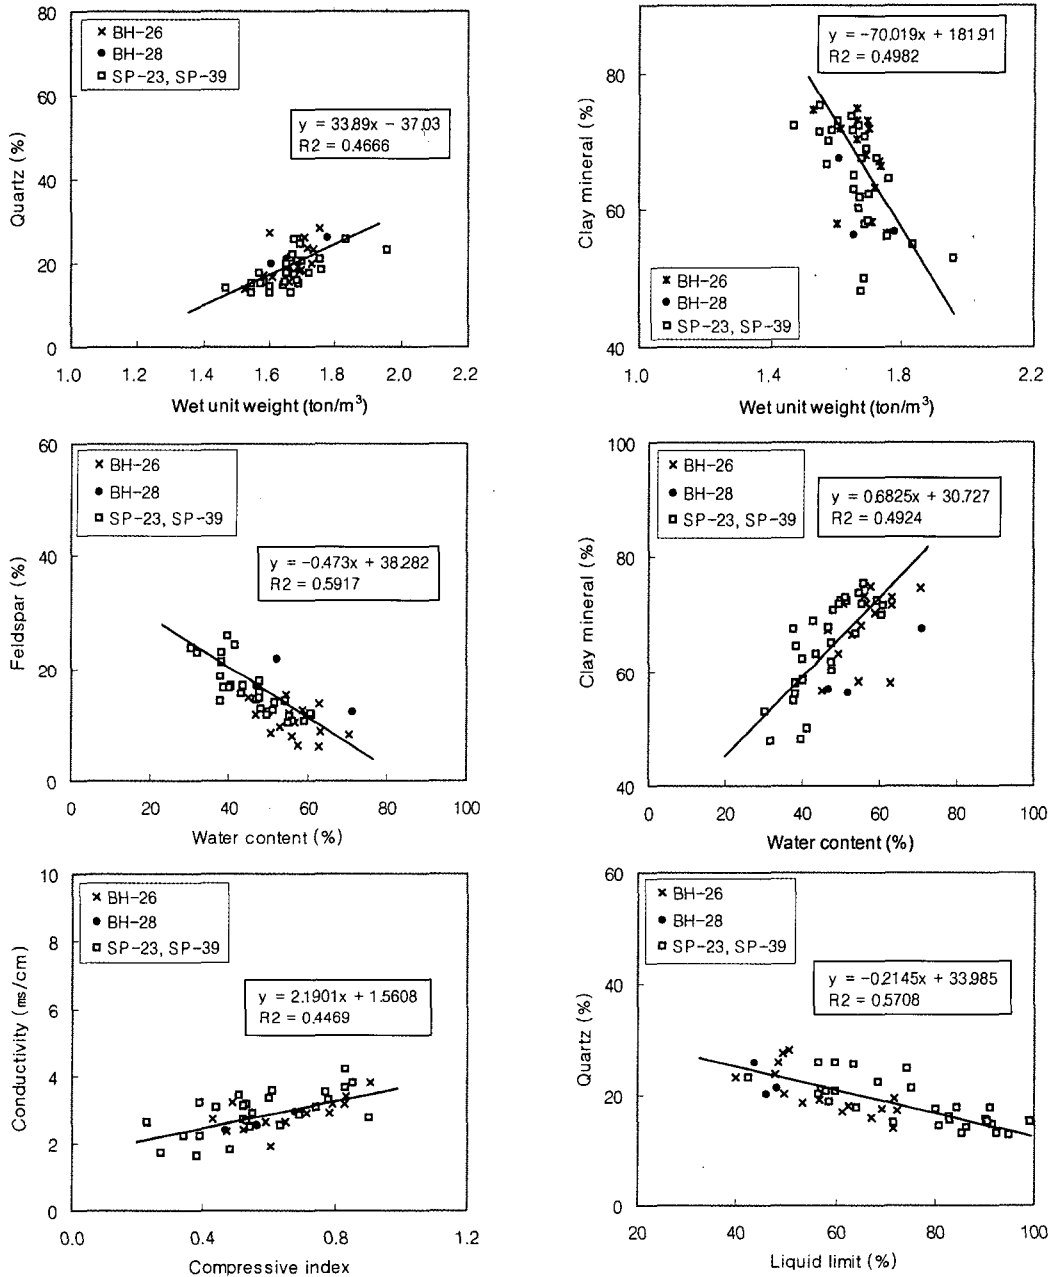 80
60
40
20
0
1.0
1.2
1.4
1.6
1.8
2.0
2.2
Quartz (%)
Wet unit weight (ton/m³)
BH-26
BH-28
SP-23, SP-39
y = 33.89x - 37.03
R2 = 0.4666
80
60
40
1.0
1.4
1.8
2.2
Clay mineral (%)
Wet unit weight (ton/m³)
y = -70.019x + 181.91
R2 = 0.4982
BH-26
BH-28
SP-23, SP-39
60
40
20
0
0
20
40
60
80
100
Feldspar (%)
Water content (%)
BH-26
BH-28
SP-23, SP-39
y = -0.473x + 38.282
R2 = 0.5917
100
80
60
40
0
20
40
60
80
100
Clay mineral (%)
Water content (%)
BH-26
BH-28
SP-23, SP-39
y = 0.6825x + 30.727
R2 = 0.4924
10
8
6
4
2
0
0.0
0.4
0.8
1.2
Conductivity (ms/cm)
Compressive index
BH-26
BH-28
SP-23, SP-39
y = 2.1901x + 1.5608
R2 = 0.4469
60
40
20
0
20
40
60
80
100
Quartz (%)
Liquid limit (%)
BH-26
BH-28
SP-23, SP-39
y = -0.2145x + 33.985
R2 = 0.5708